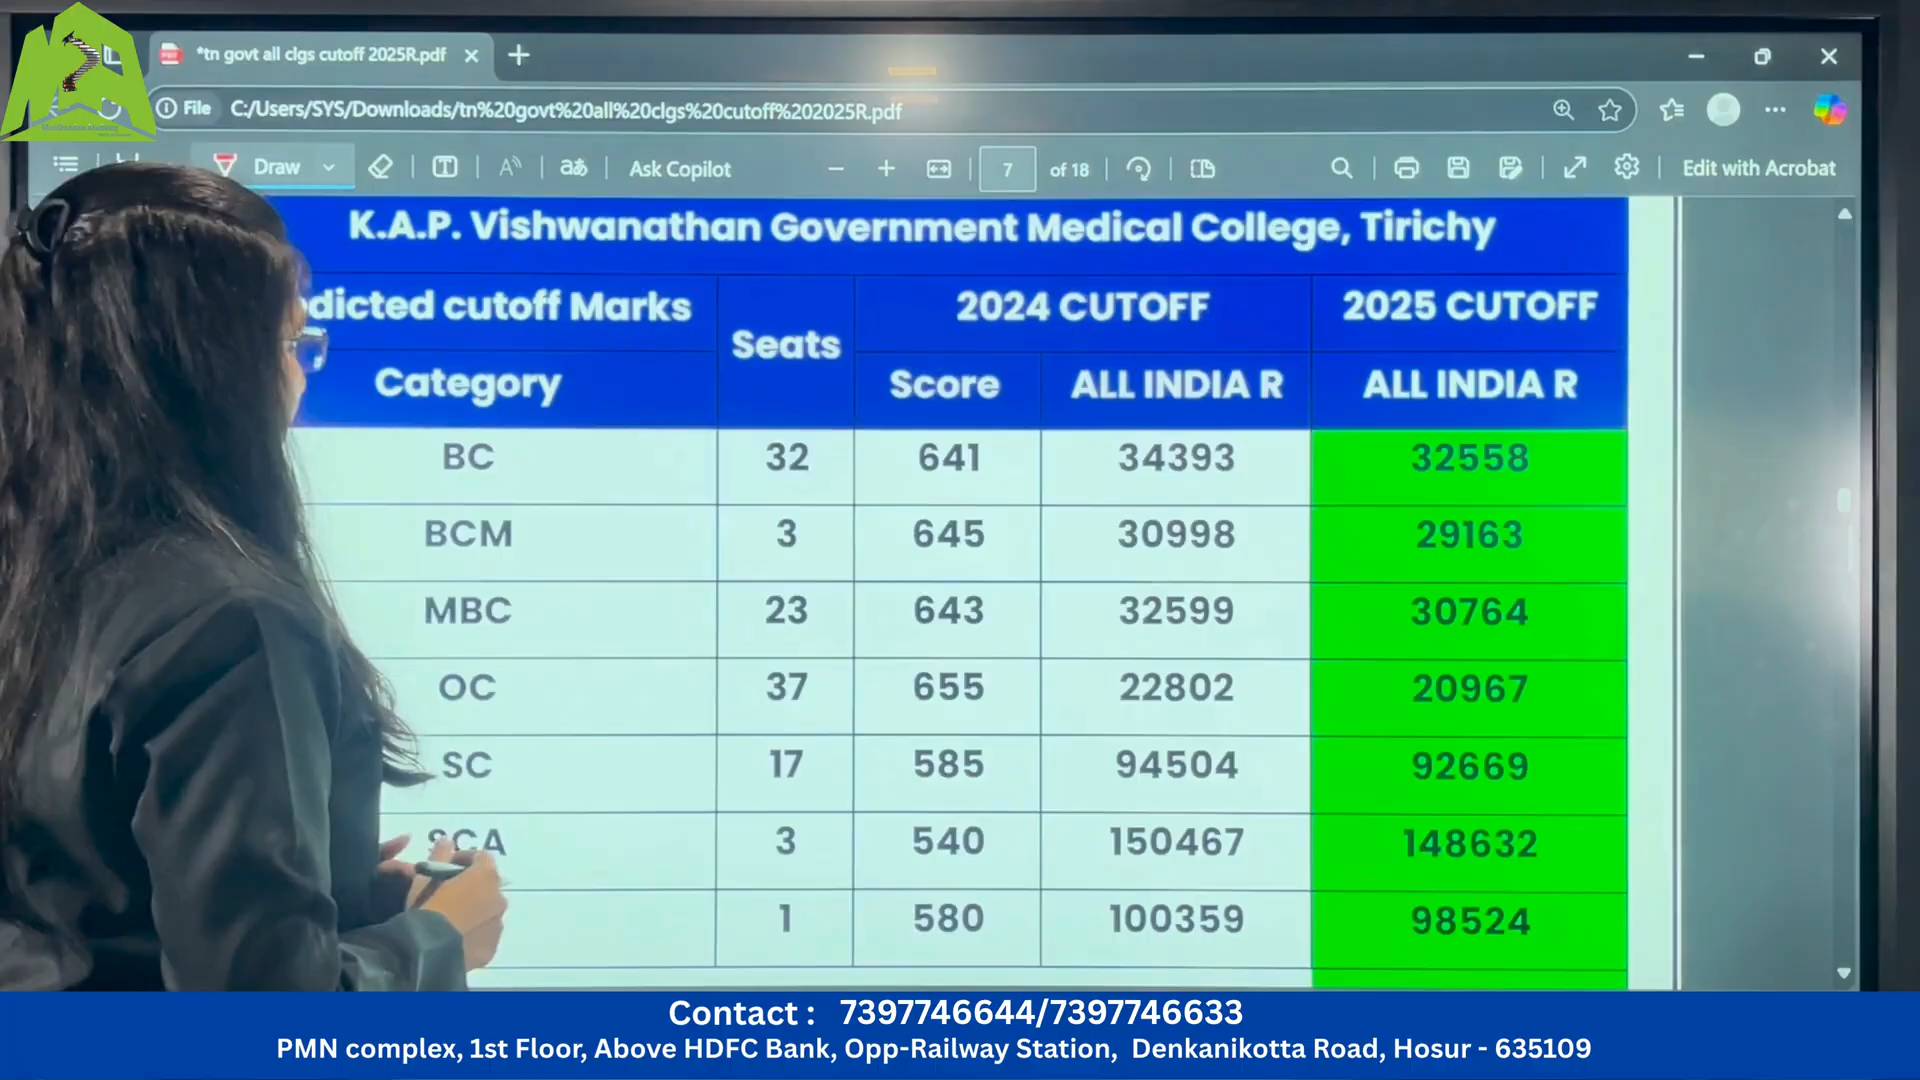 *tn govt all clgs cutoff 2025R.pdf
File C:/Users/SYS/Downloads/tn%20govt%20all%20clgs%20cutoff%202025R.pdf
Draw Ask Copilot 7 of 18 Edit with Acrobat
K.A.P. Vishwanathan Government Medical College, Tirichy
dicted cutoff Marks Seats 2024 CUTOFF 2025 CUTOFF
Category Score ALL INDIA R ALL INDIA R
BC 32 641 34393 32558
BCM 3 645 30998 29163
MBC 23 643 32599 30764
OC 37 655 22802 20967
SC 17 585 94504 92669
SCA 3 540 150467 148632
1 580 100359 98524
Contact : 7397746644/7397746633
PMN complex, 1st Floor, Above HDFC Bank, Opp-Railway Station, Denkanikotta Road, Hosur - 635109